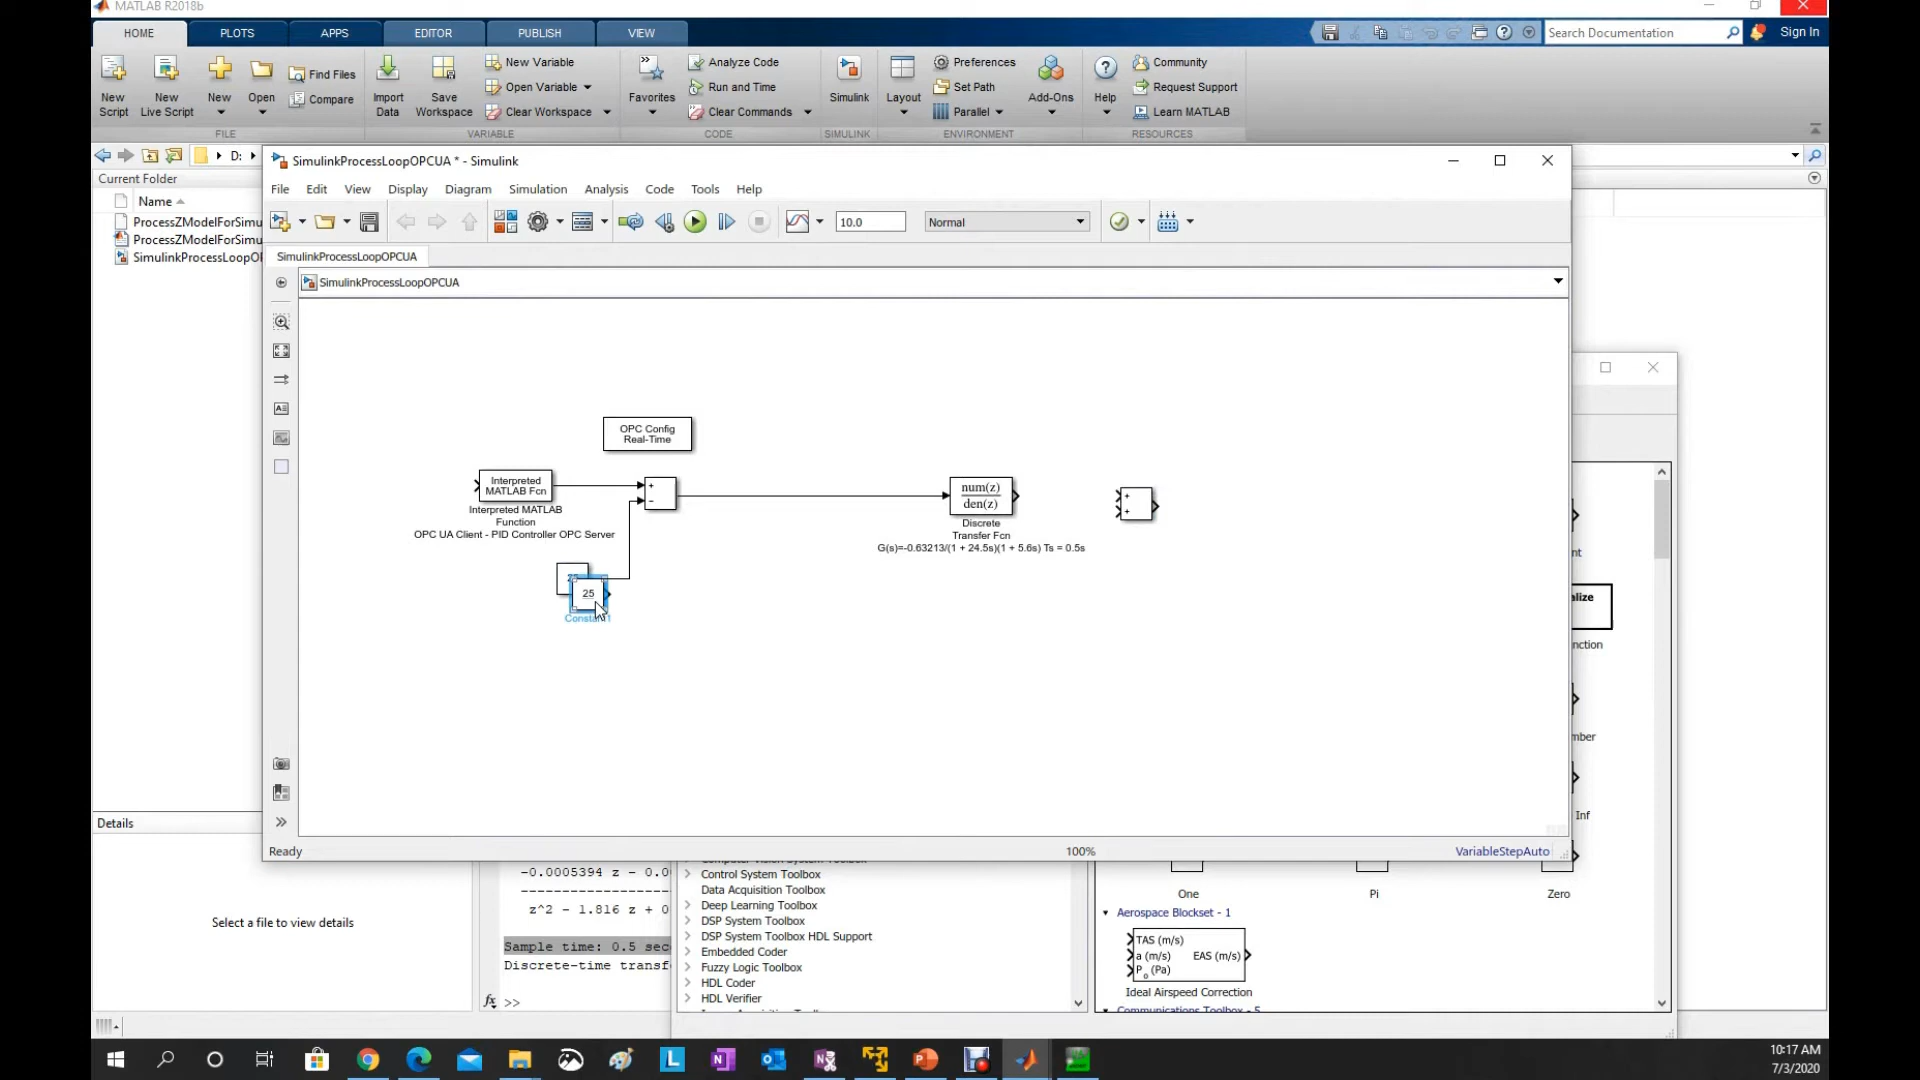 MATLAB R2018b
HOME PLOTS APPS EDITOR PUBLISH VIEW
Search Documentation
Sign In
New Script
New Live Script
New
Open
Find Files
Compare
FILE
Import Data
Save Workspace
New Variable
Open Variable
Clear Workspace
VARIABLE
Favorites
Analyze Code
Run and Time
Clear Commands
CODE
Simulink
SIMULINK
Layout
Preferences
Set Path
Parallel
ENVIRONMENT
Add-Ons
Help
Community
Request Support
Learn MATLAB
RESOURCES
D:
Current Folder
Name
ProcessZModelForSimu
ProcessZModelForSimu
SimulinkProcessLoopOP
SimulinkProcessLoopOPCUA * - Simulink
File Edit View Display Diagram Simulation Analysis Code Tools Help
10.0
Normal
SimulinkProcessLoopOPCUA
SimulinkProcessLoopOPCUA
OPC Config
Real-Time
Interpreted
MATLAB Fcn
Interpreted MATLAB
Function
OPC UA Client - PID Controller OPC Server
+
−
num(z)
den(z)
Discrete
Transfer Fcn
G(s)=-0.63213/(1 + 24.5s)(1 + 5.6s) Ts = 0.5s
+
+
25
Ready
100%
VariableStepAuto
Details
Select a file to view details
-0.0005394 z - 0.0
--------------------
z^2 - 1.816 z + 0
Sample time: 0.5 sec
Discrete-time transf
fx >>
Control System Toolbox
Data Acquisition Toolbox
Deep Learning Toolbox
DSP System Toolbox
DSP System Toolbox HDL Support
Embedded Coder
Fuzzy Logic Toolbox
HDL Coder
HDL Verifier
nt
alize
nction
mber
Inf
One
Pi
Zero
Aerospace Blockset - 1
TAS (m/s)
a (m/s) EAS (m/s)
P0 (Pa)
Ideal Airspeed Correction
10:17 AM
7/3/2020